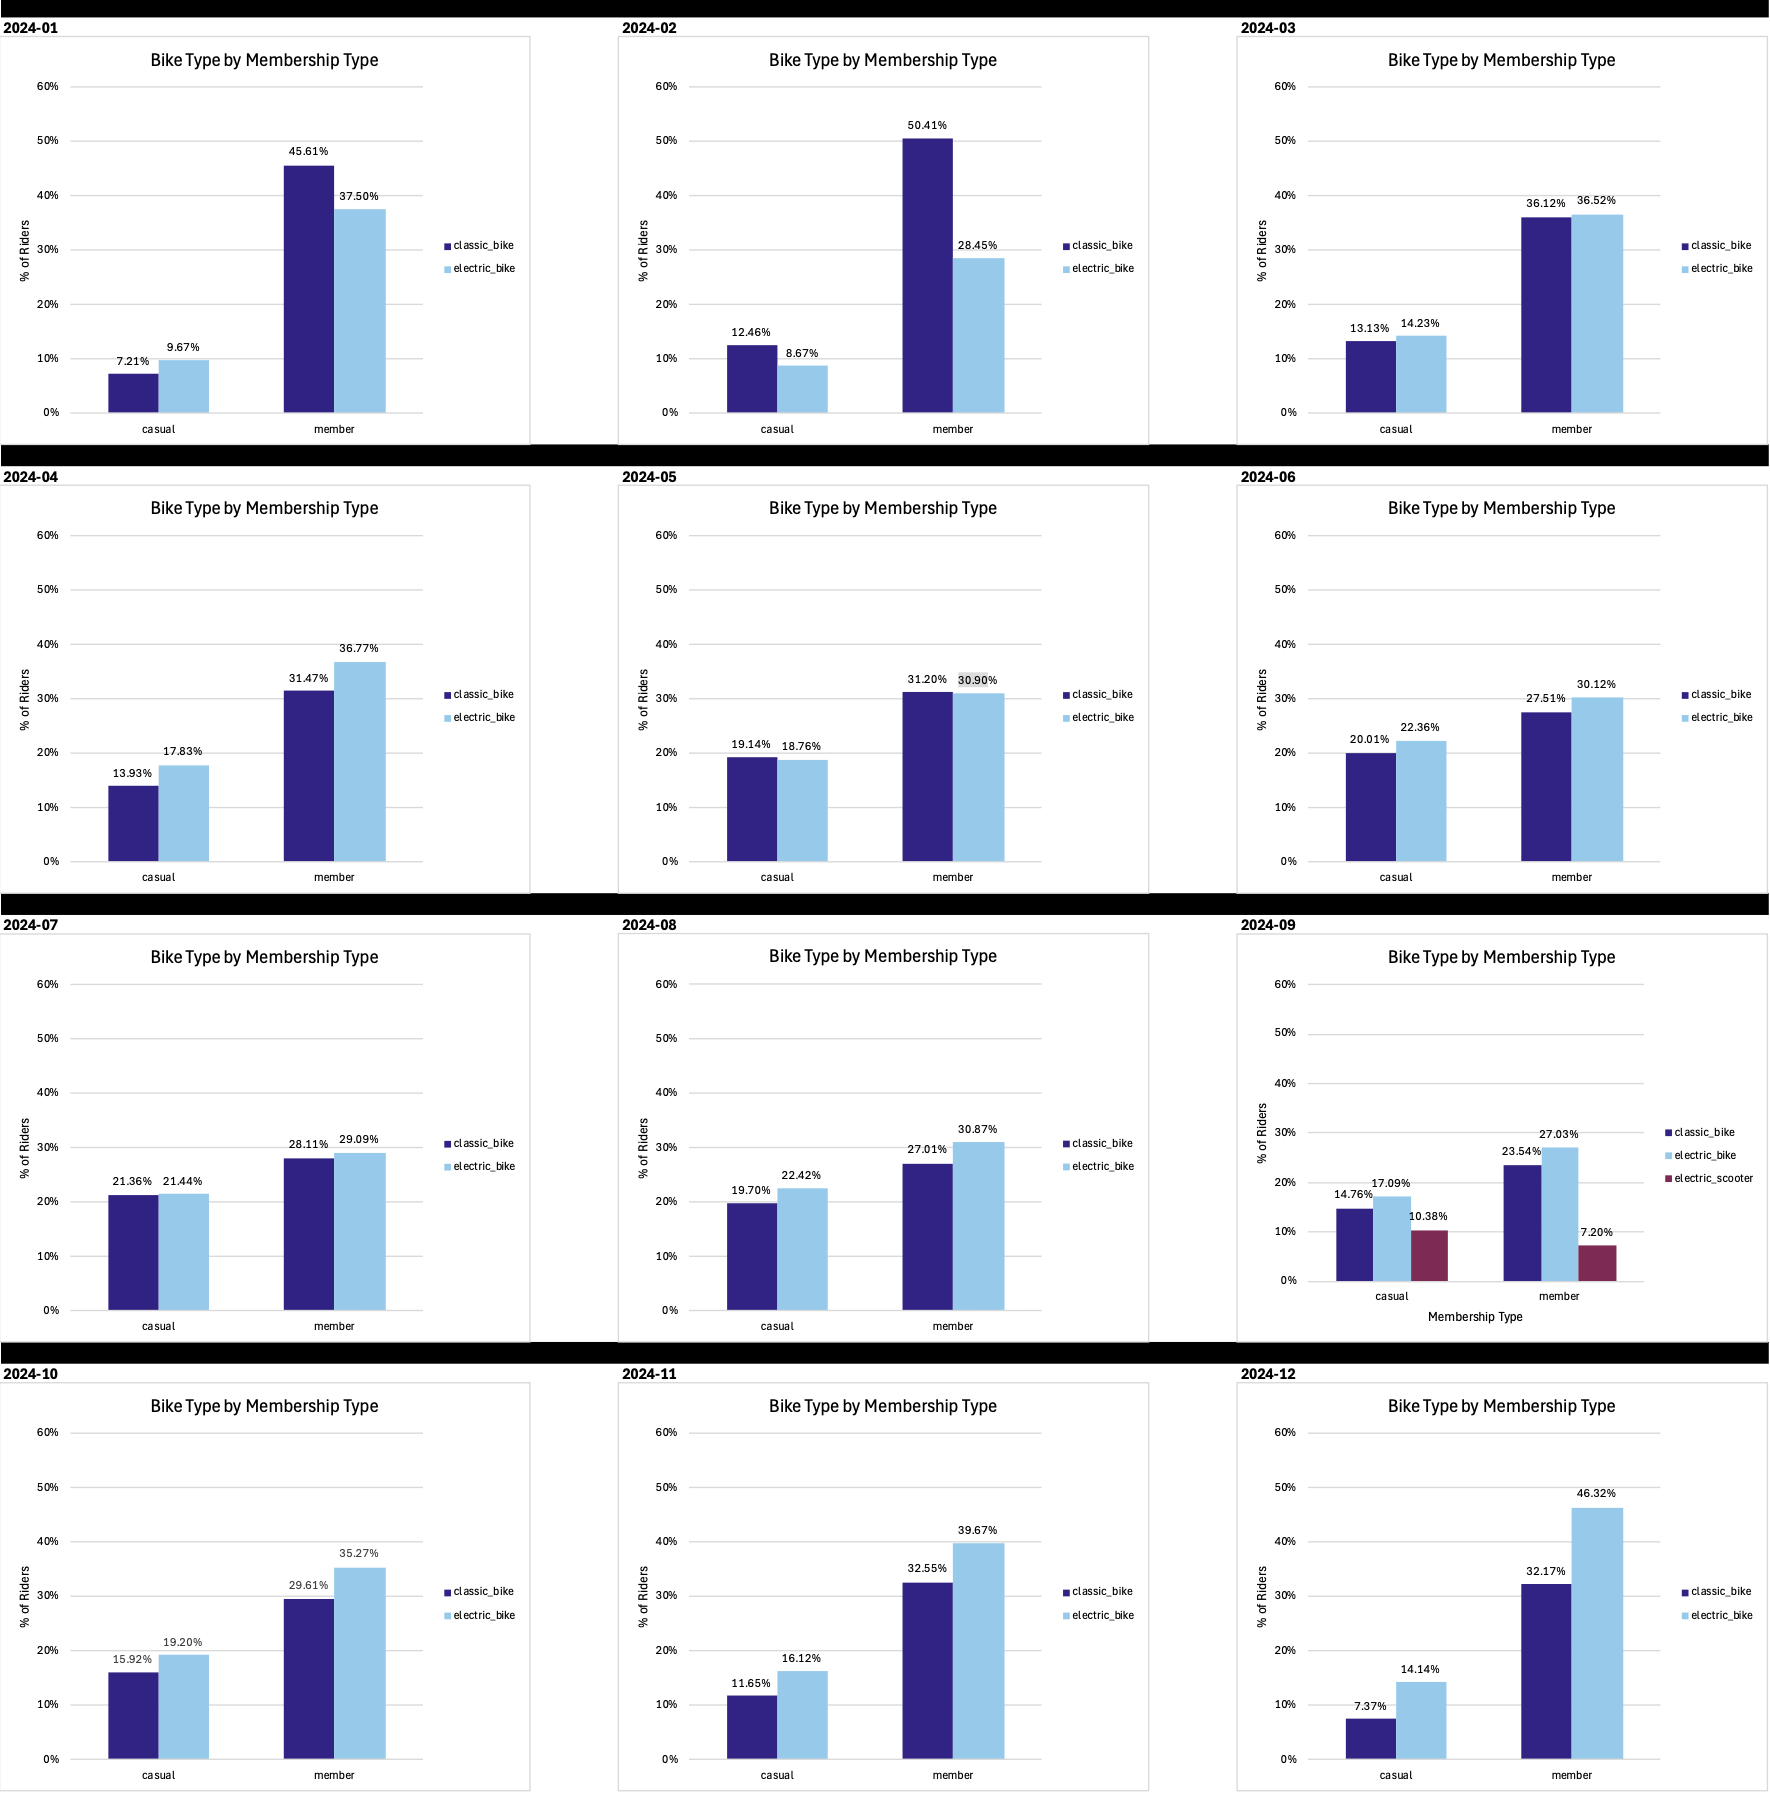 2024-01
Bike Type by Membership Type
60%
50%
40%
30%
20%
10%
0%
% of Riders
7.21%
9.67%
45.61%
37.50%
casual
member
classic_bike
electric_bike
2024-02
Bike Type by Membership Type
60%
50%
40%
30%
20%
10%
0%
% of Riders
12.46%
8.67%
50.41%
28.45%
casual
member
classic_bike
electric_bike
2024-03
Bike Type by Membership Type
60%
50%
40%
30%
20%
10%
0%
% of Riders
13.13%
14.23%
36.12%
36.52%
casual
member
classic_bike
electric_bike
2024-04
Bike Type by Membership Type
60%
50%
40%
30%
20%
10%
0%
% of Riders
13.93%
17.83%
31.47%
36.77%
casual
member
classic_bike
electric_bike
2024-05
Bike Type by Membership Type
60%
50%
40%
30%
20%
10%
0%
% of Riders
19.14%
18.76%
31.20%
30.90%
casual
member
classic_bike
electric_bike
2024-06
Bike Type by Membership Type
60%
50%
40%
30%
20%
10%
0%
% of Riders
20.01%
22.36%
27.51%
30.12%
casual
member
classic_bike
electric_bike
2024-07
Bike Type by Membership Type
60%
50%
40%
30%
20%
10%
0%
% of Riders
21.36%
21.44%
28.11%
29.09%
casual
member
classic_bike
electric_bike
2024-08
Bike Type by Membership Type
60%
50%
40%
30%
20%
10%
0%
% of Riders
19.70%
22.42%
27.01%
30.87%
casual
member
classic_bike
electric_bike
2024-09
Bike Type by Membership Type
60%
50%
40%
30%
20%
10%
0%
% of Riders
14.76%
17.09%
10.38%
23.54%
27.03%
7.20%
casual
member
Membership Type
classic_bike
electric_bike
electric_scooter
2024-10
Bike Type by Membership Type
60%
50%
40%
30%
20%
10%
0%
% of Riders
15.92%
19.20%
29.61%
35.27%
casual
member
classic_bike
electric_bike
2024-11
Bike Type by Membership Type
60%
50%
40%
30%
20%
10%
0%
% of Riders
11.65%
16.12%
32.55%
39.67%
casual
member
classic_bike
electric_bike
2024-12
Bike Type by Membership Type
60%
50%
40%
30%
20%
10%
0%
% of Riders
7.37%
14.14%
32.17%
46.32%
casual
member
classic_bike
electric_bike